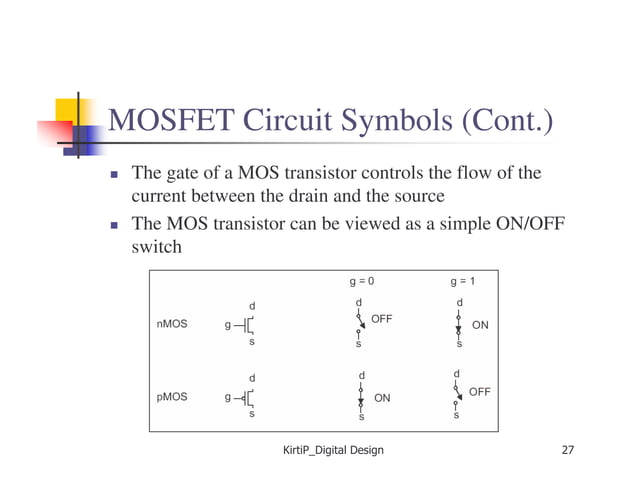 MOSFET Circuit Symbols (Cont.)
The gate of a MOS transistor controls the flow of the
current between the drain and the source
The MOS transistor can be viewed as a simple ON/OFF
switch
g = 0 g = 1
d d d
nMOS g OFF ON
s s s
d d d
pMOS g ON OFF
s s s
KirtiP_Digital Design 27